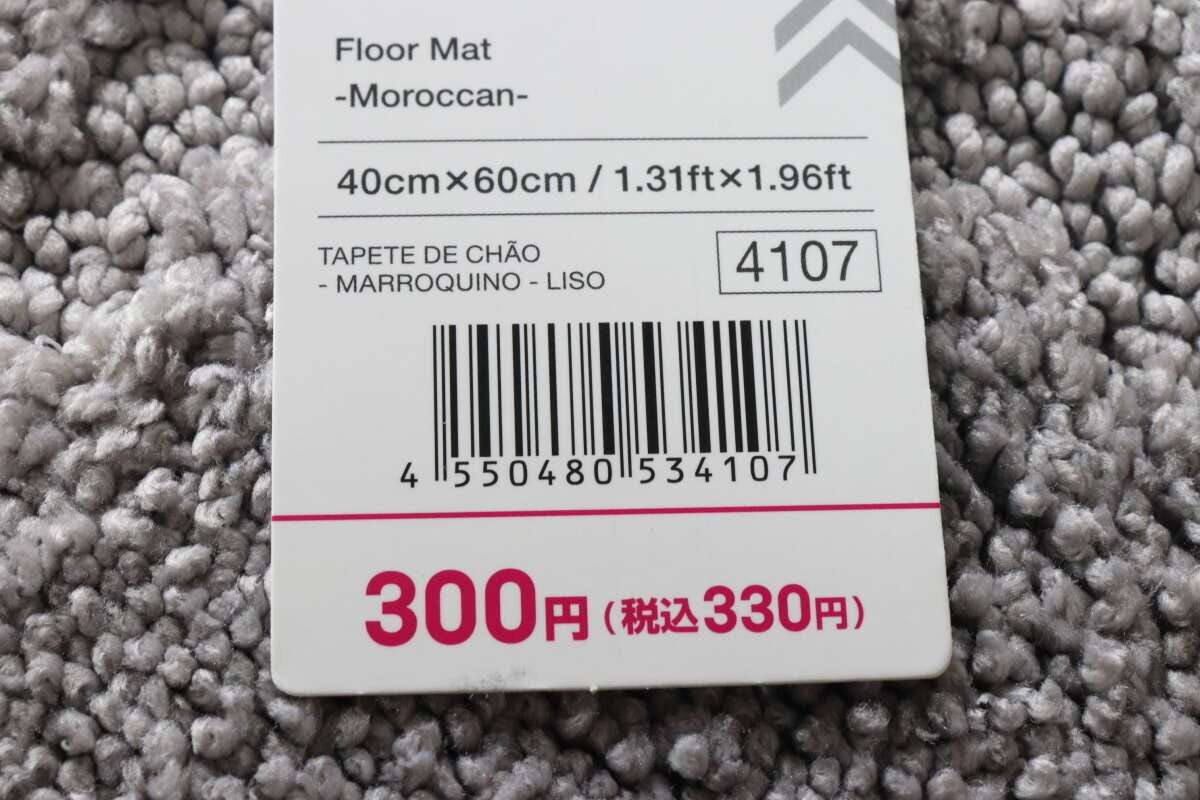 Floor Mat
-Moroccan-
40cm×60cm / 1.31ft×1.96ft
TAPETE DE CHÃO
- MARROQUINO - LISO
4107
4 550480 534107
300円(税込330円)